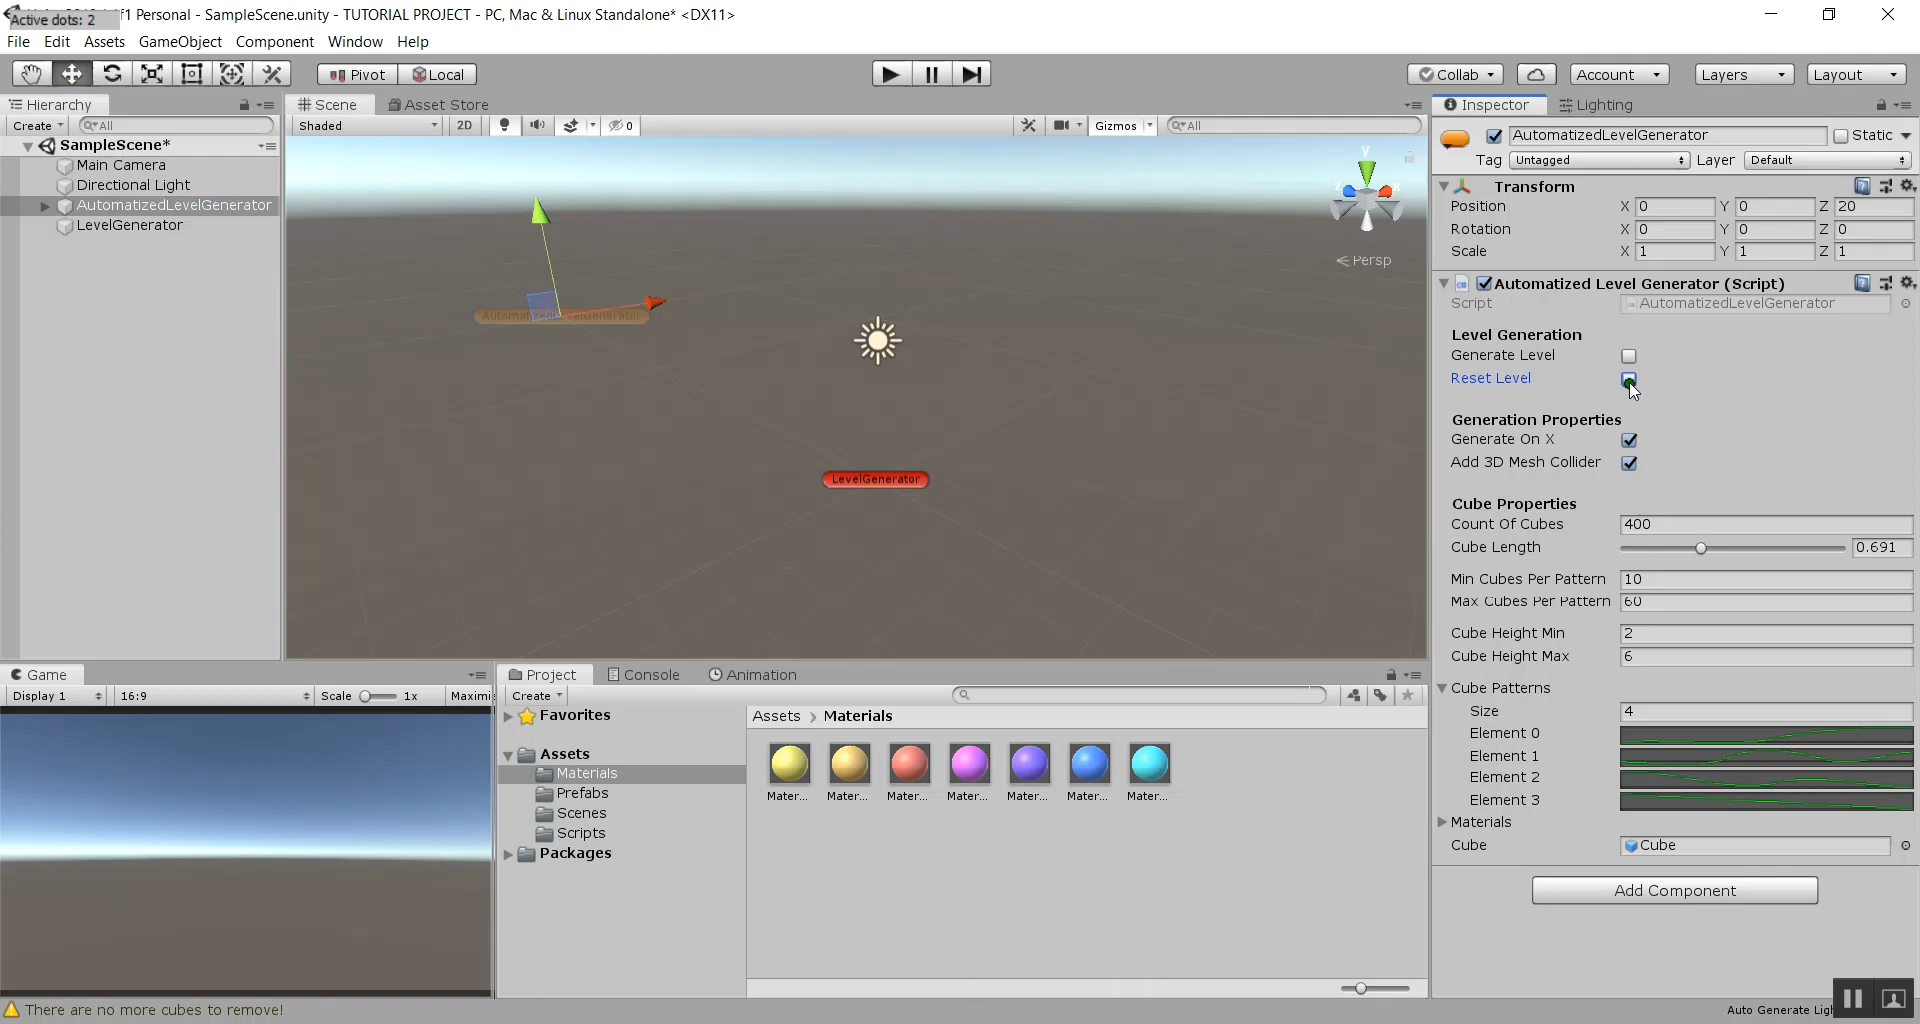 Active dots: 2
f1 Personal - SampleScene.unity - TUTORIAL PROJECT - PC, Mac & Linux Standalone* <DX11>
File Edit Assets GameObject Component Window Help
Pivot Local Collab Account Layers Layout
Hierarchy
Create All
SampleScene*
Main Camera
Directional Light
AutomatizedLevelGenerator
LevelGenerator
Scene Asset Store
Shaded 2D 0 Gizmos All
Y
Persp
AutomatizedLevelGenerator
LevelGenerator
Inspector Lighting
AutomatizedLevelGenerator Static
Tag Untagged Layer Default
Transform
Position X 0 Y 0 Z 20
Rotation X 0 Y 0 Z 0
Scale X 1 Y 1 Z 1
Automatized Level Generator (Script)
Script AutomatizedLevelGenerator
Level Generation
Generate Level
Reset Level
Generation Properties
Generate On X
Add 3D Mesh Collider
Cube Properties
Count Of Cubes 400
Cube Length 0.691
Min Cubes Per Pattern 10
Max Cubes Per Pattern 60
Cube Height Min 2
Cube Height Max 6
Cube Patterns
Size 4
Element 0
Element 1
Element 2
Element 3
Materials
Cube Cube
Add Component
Game
Display 1 16:9 Scale 1x Maximi
Project Console Animation
Create
Favorites
Assets
Materials
Prefabs
Scenes
Scripts
Packages
Assets > Materials
Mater... Mater... Mater... Mater... Mater... Mater... Mater...
There are no more cubes to remove!
Auto Generate Ligh